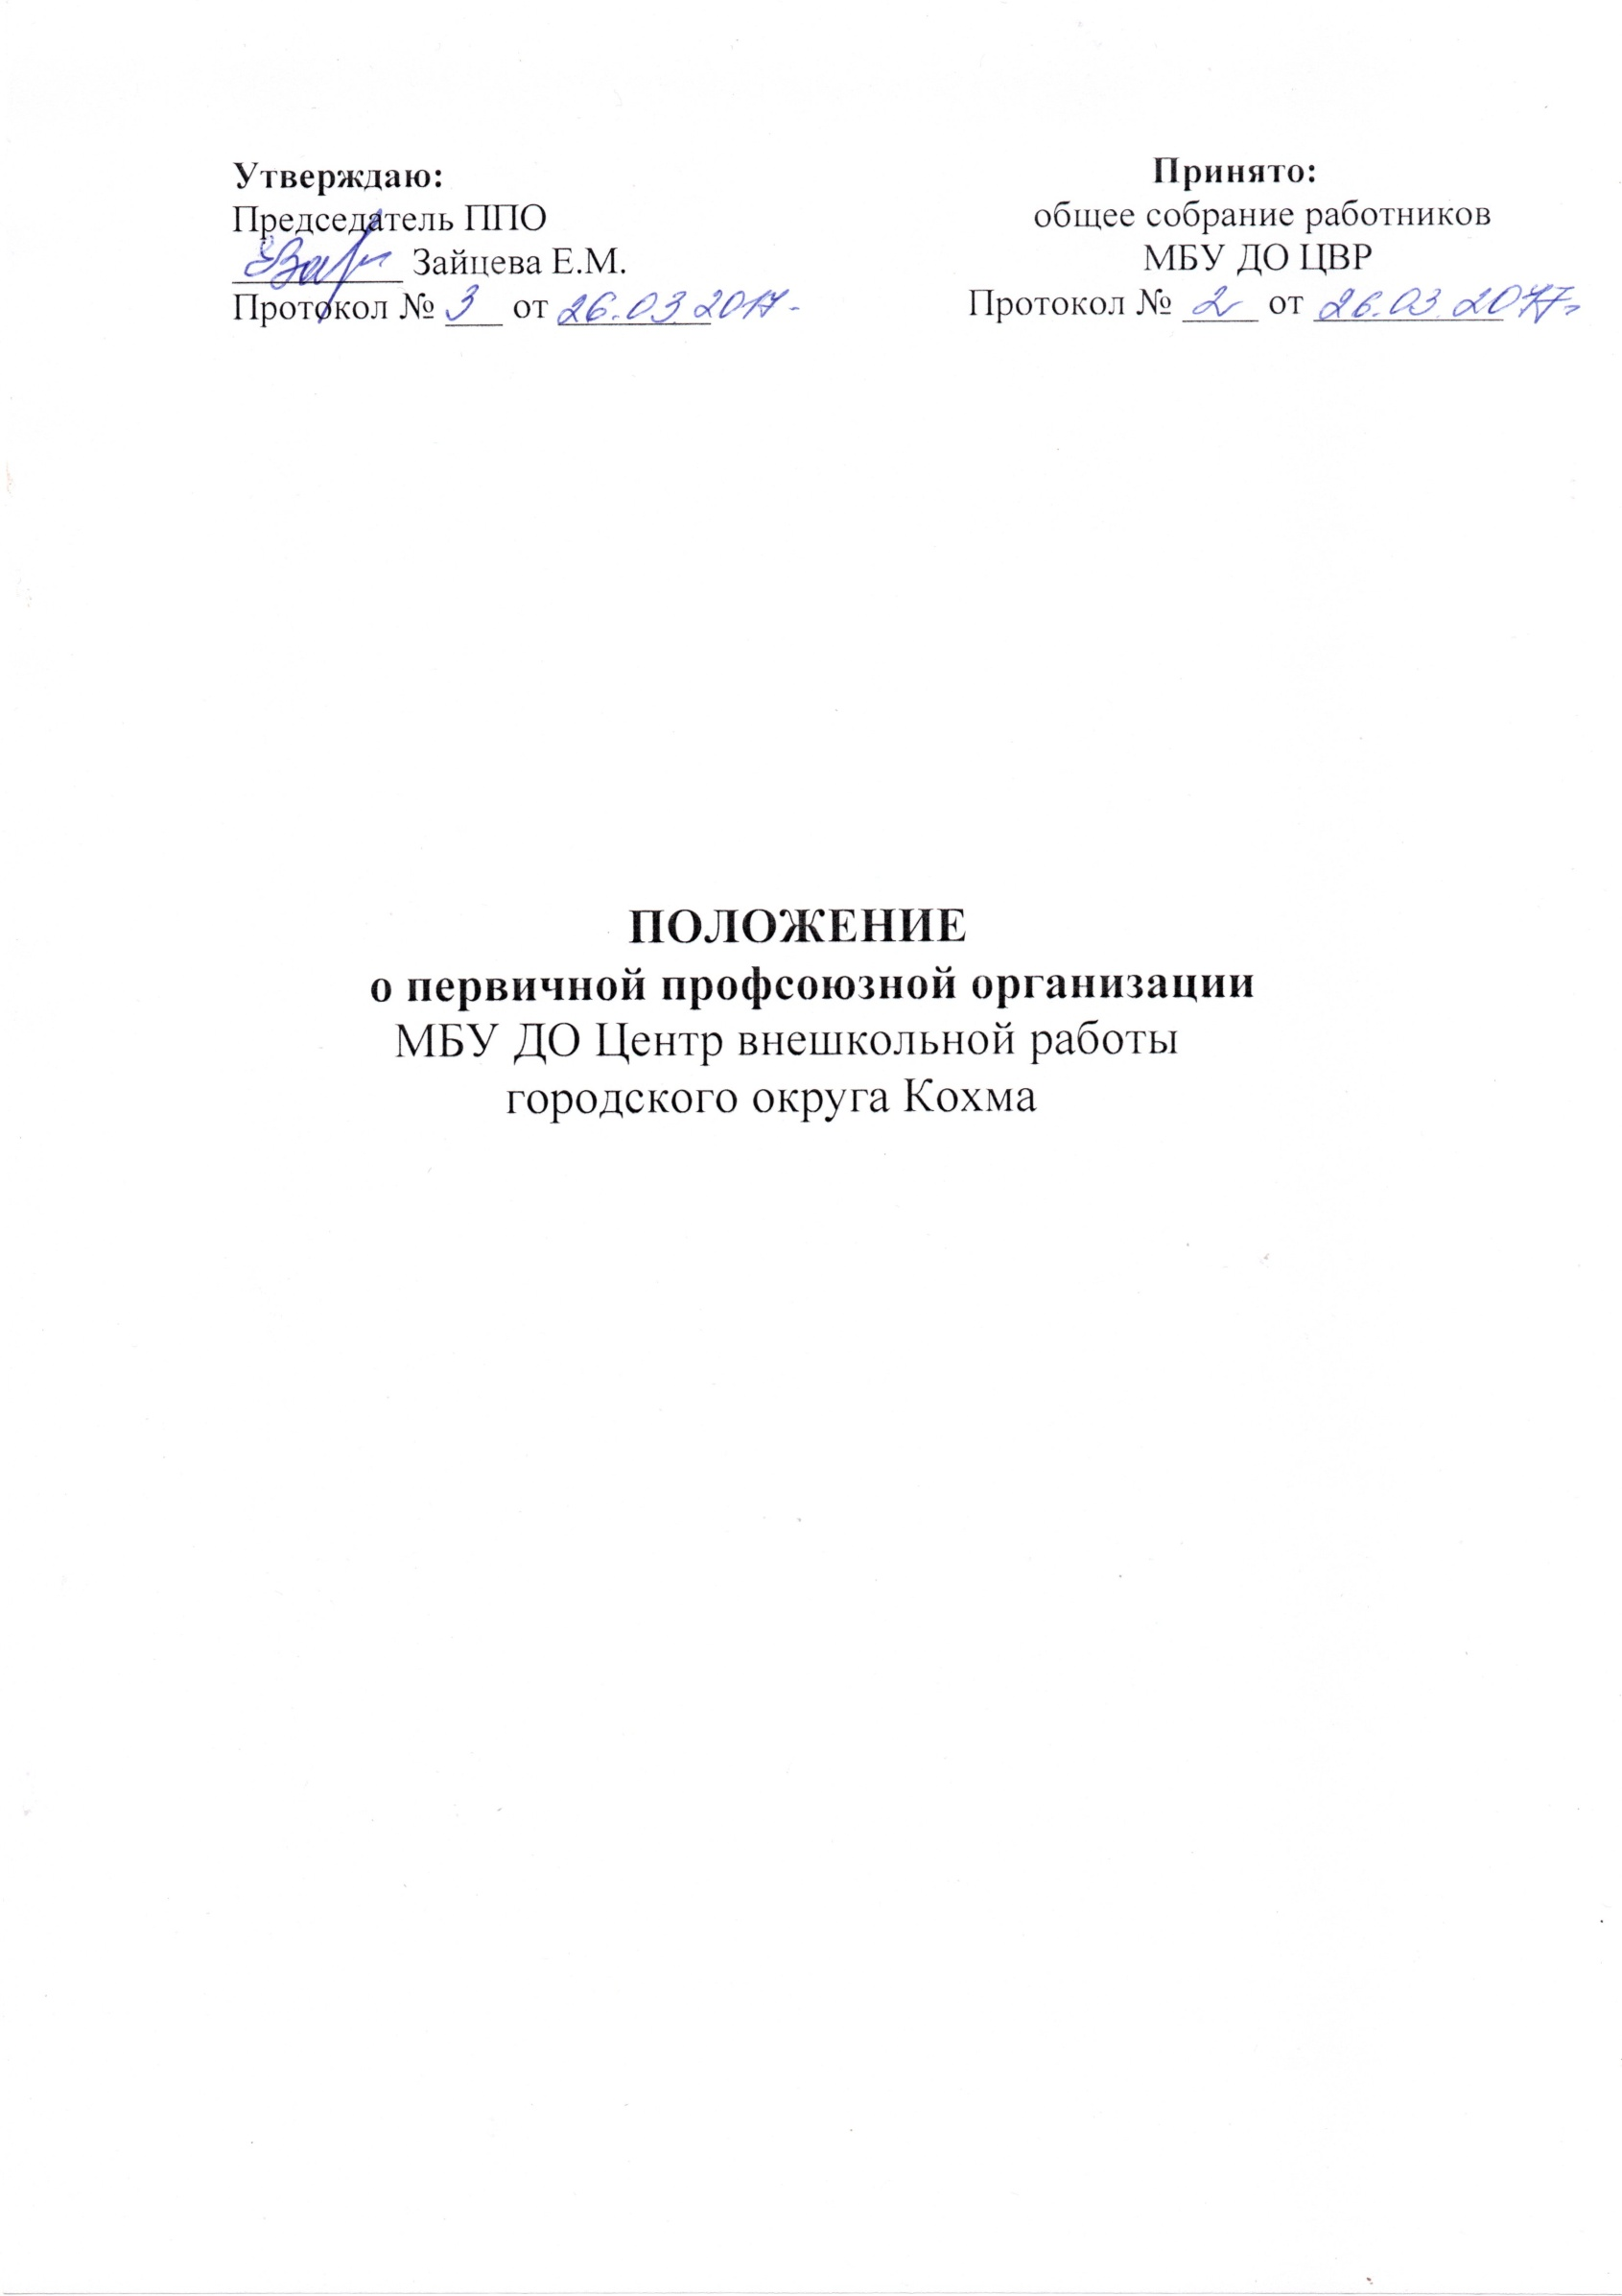 Утверждаю:
Председатель ППО
Зайцева Е.М.
Протокол № 3 от 26.03.2017
Принято:
общее собрание работников
МБУ ДО ЦВР
Протокол № 2 от 26.03.2017г
ПОЛОЖЕНИЕ
о первичной профсоюзной организации
МБУ ДО Центр внешкольной работы
городского округа Кохма